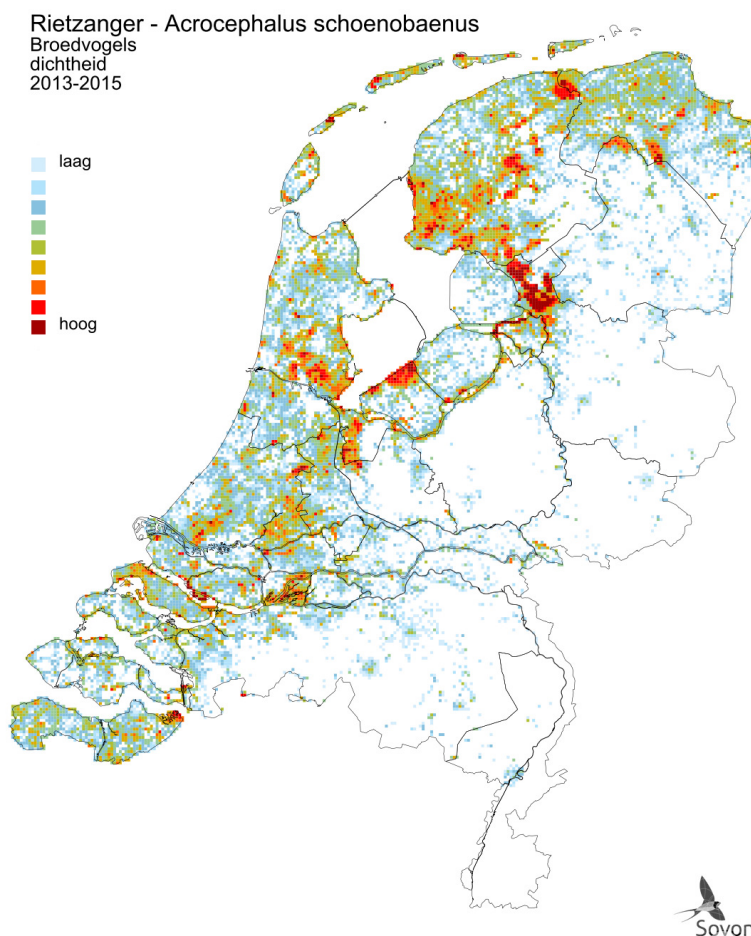 Rietzanger - Acrocephalus schoenobaenus
Broedvogels
dichtheid
2013-2015
laag
hoog
Sovon